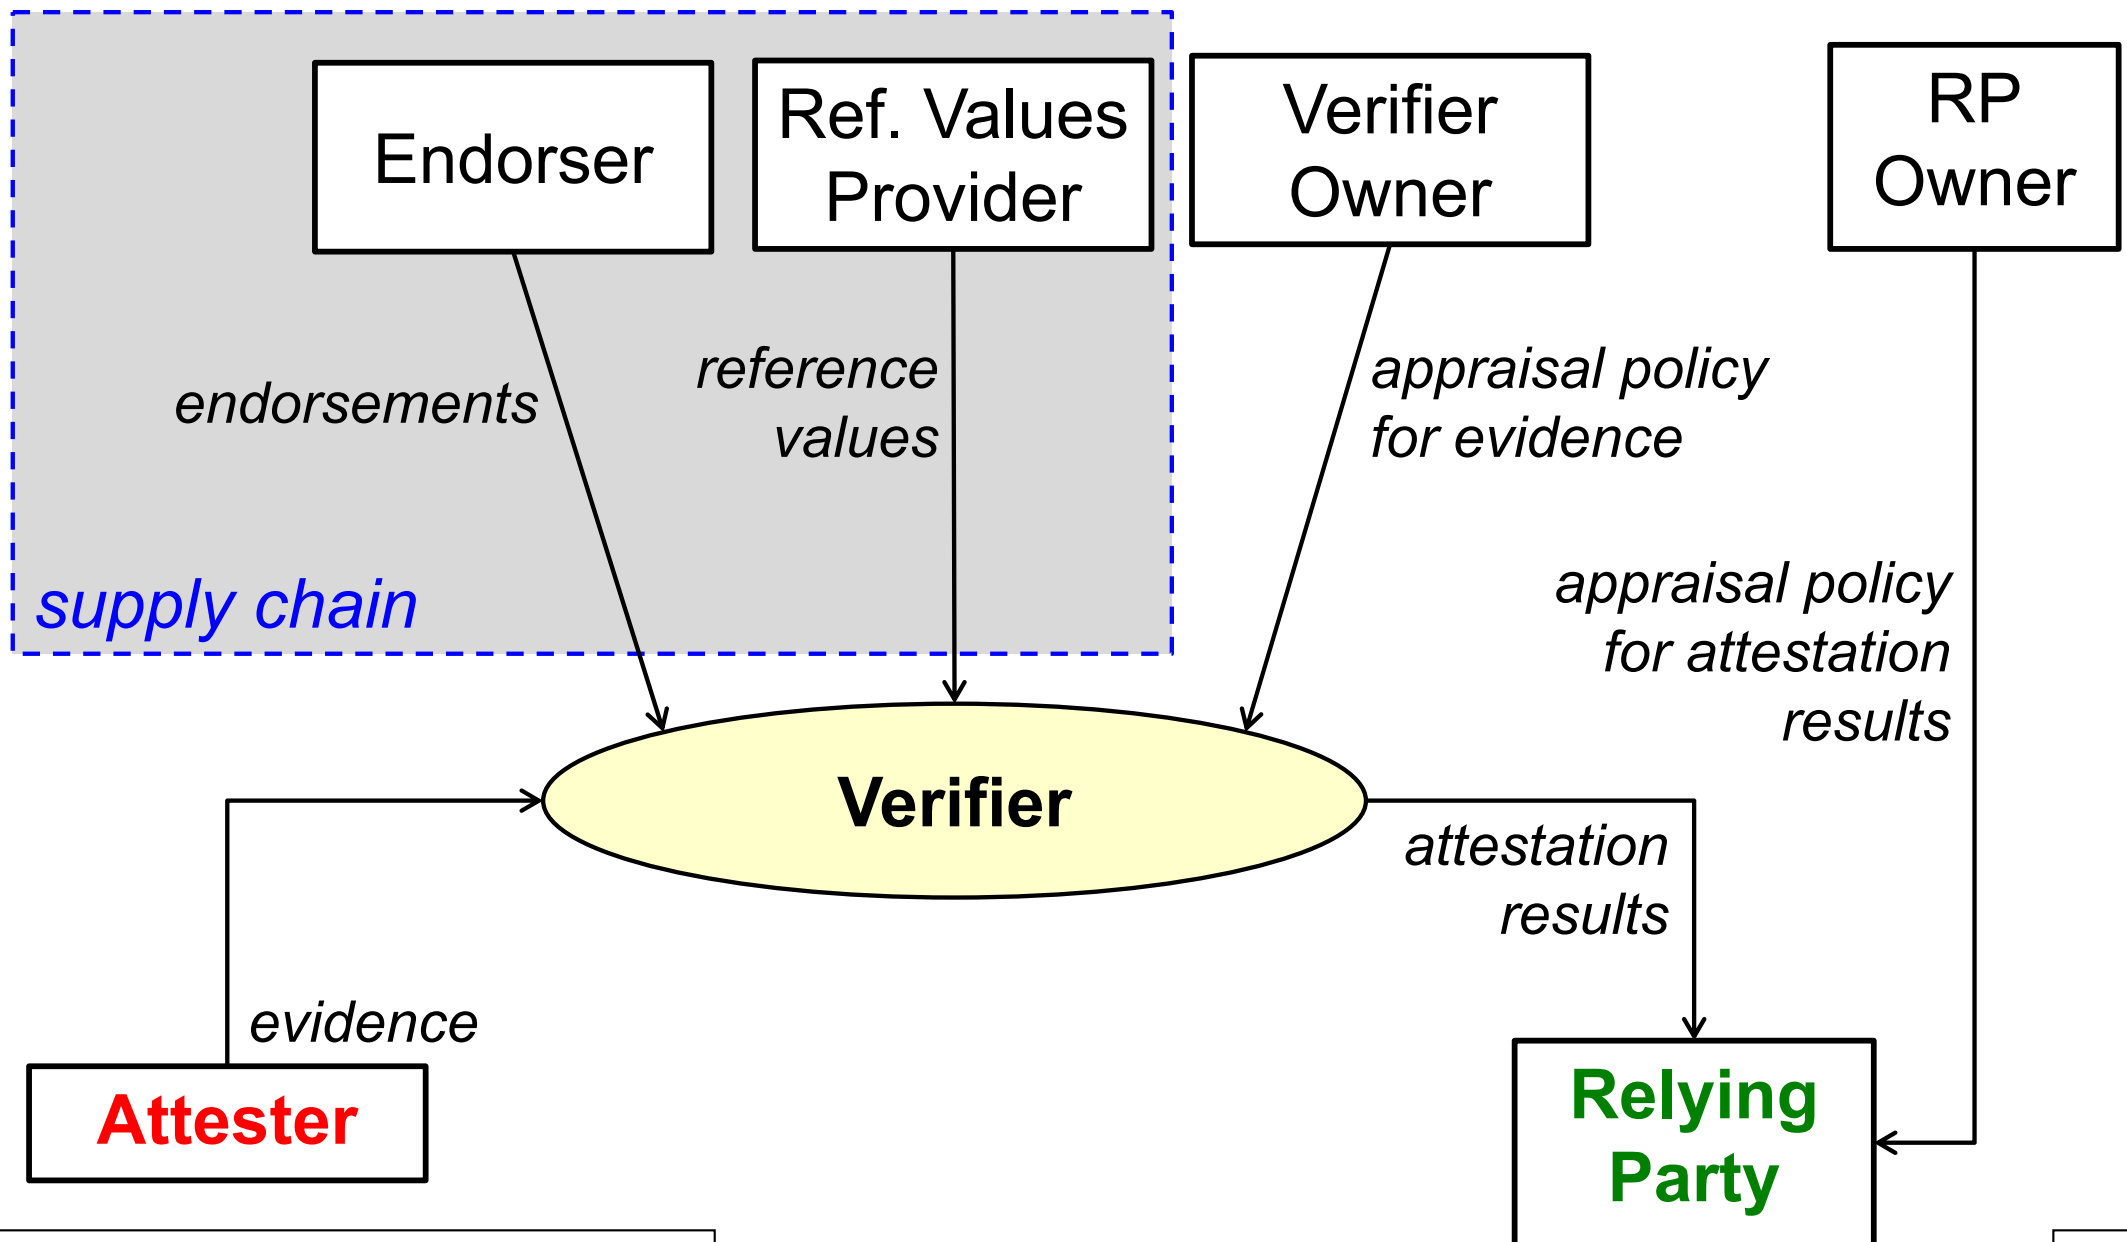 Endorser
Ref. Values
Provider
Verifier
Owner
RP
Owner
endorsements
reference
values
appraisal policy
for evidence
supply chain
appraisal policy
for attestation
results
Verifier
attestation
results
evidence
Attester
Relying
Party